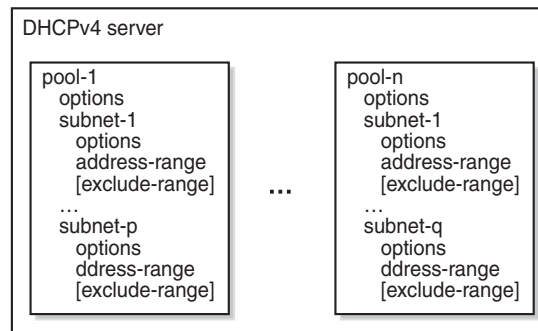 DHCPv4 server
pool-1
options
subnet-1
options
address-range
[exclude-range]
...
subnet-p
options
ddress-range
[exclude-range]
...
pool-n
options
subnet-1
options
address-range
[exclude-range]
...
subnet-q
options
ddress-range
[exclude-range]